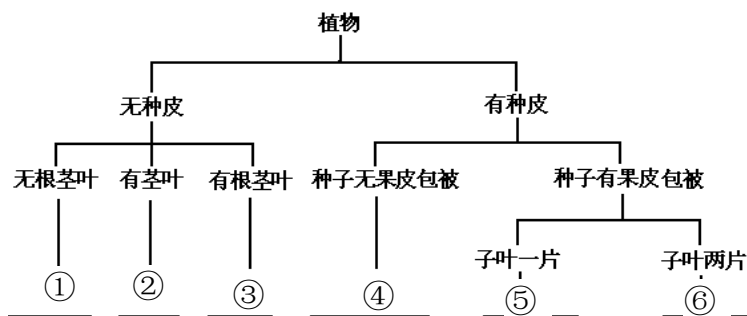 植物
无种皮 有种皮
无根茎叶 有茎叶 有根茎叶 种子无果皮包被 种子有果皮包被
子叶一片 子叶两片
① ② ③ ④ ⑤ ⑥